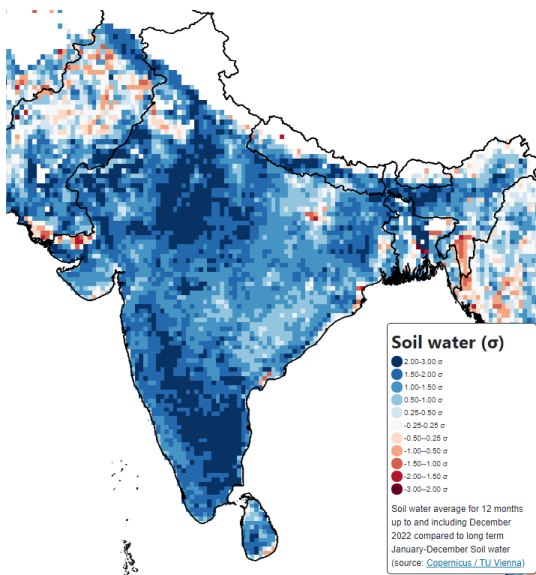 Soil water (σ)
2.00-3.00 σ
1.50-2.00 σ
1.00-1.50 σ
0.50-1.00 σ
0.25-0.50 σ
-0.25-0.25 σ
-0.50--0.25 σ
-1.00--0.50 σ
-1.50--1.00 σ
-2.00--1.50 σ
-3.00--2.00 σ
Soil water average for 12 months
up to and including December
2022 compared to long term
January-December Soil water
(source: Copernicus / TU Vienna)